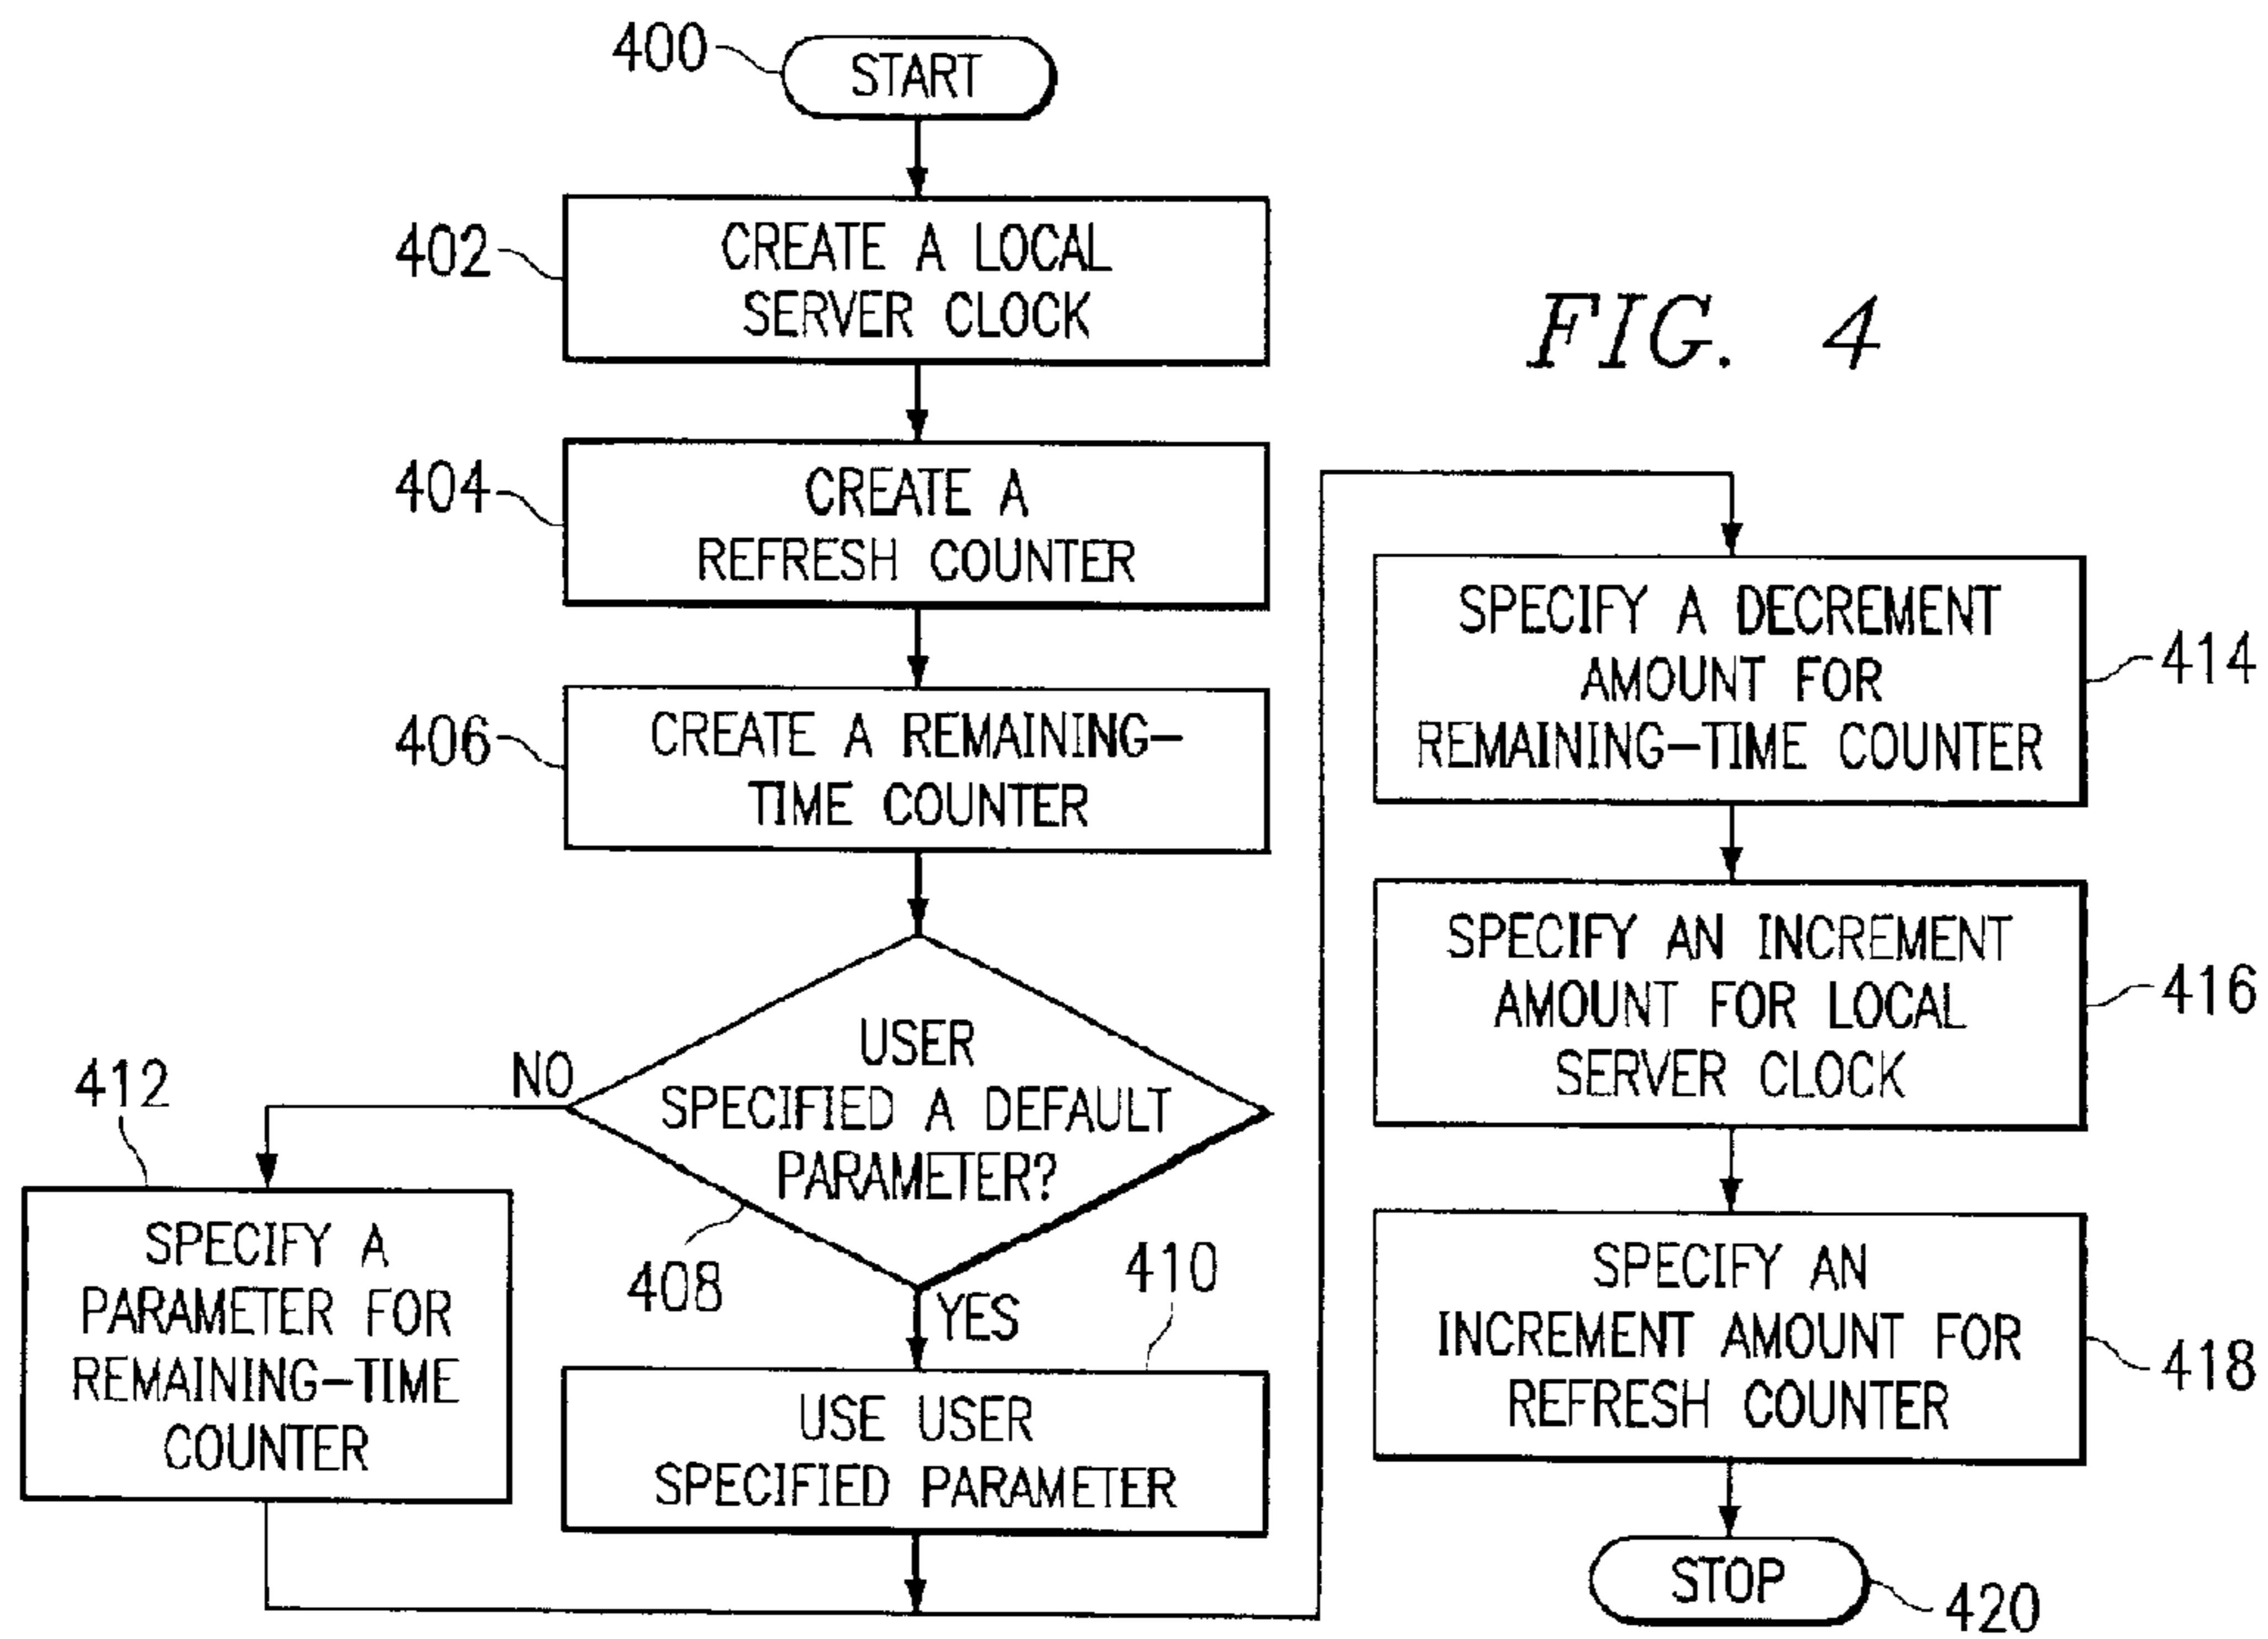 400
START
402
CREATE A LOCAL
SERVER CLOCK
FIG. 4
404
CREATE A
REFRESH COUNTER
406
CREATE A REMAINING-
TIME COUNTER
408
USER
SPECIFIED A DEFAULT
PARAMETER?
NO
412
SPECIFY A
PARAMETER FOR
REMAINING-TIME
COUNTER
YES
410
USE USER
SPECIFIED PARAMETER
SPECIFY A DECREMENT
AMOUNT FOR
REMAINING-TIME COUNTER
414
SPECIFY AN INCREMENT
AMOUNT FOR LOCAL
SERVER CLOCK
416
SPECIFY AN
INCREMENT AMOUNT FOR
REFRESH COUNTER
418
STOP
420